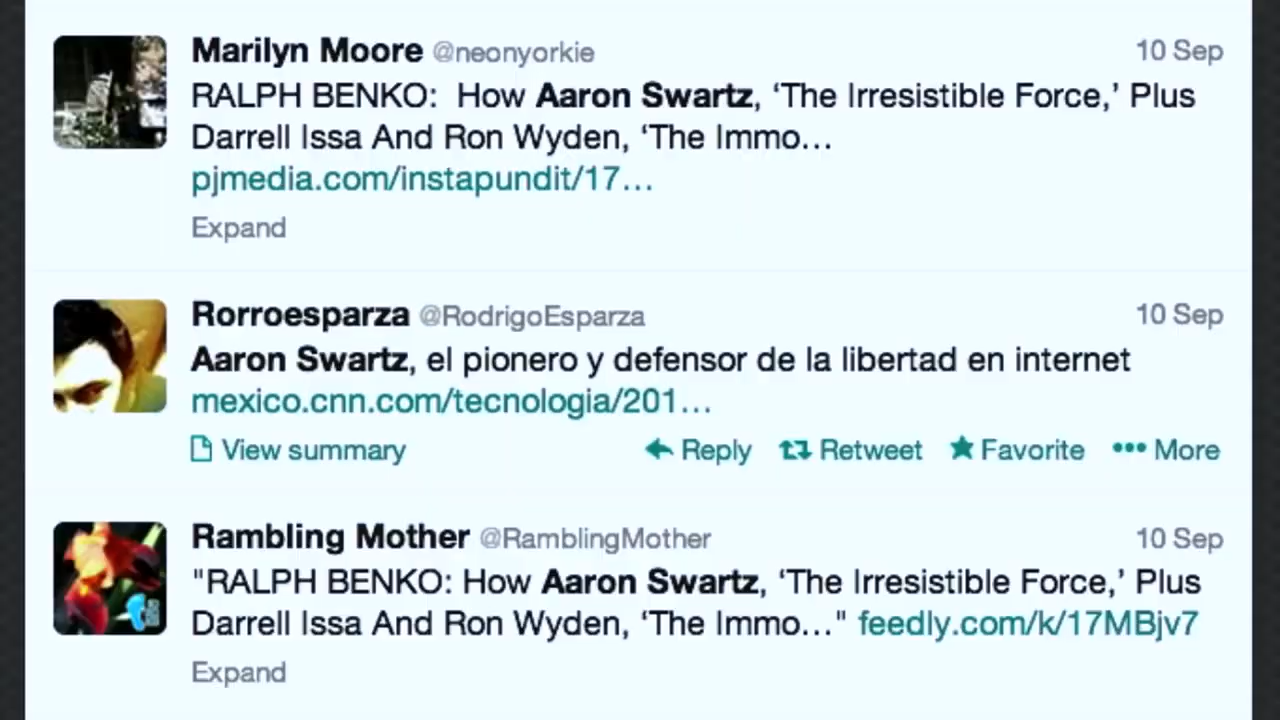 Marilyn Moore @neonyorkie 10 Sep
RALPH BENKO:  How Aaron Swartz, ‘The Irresistible Force,’ Plus
Darrell Issa And Ron Wyden, ‘The Immo...
pjmedia.com/instapundit/17...
Expand
Rorroesparza @RodrigoEsparza 10 Sep
Aaron Swartz, el pionero y defensor de la libertad en internet
mexico.cnn.com/tecnologia/201...
View summary Reply Retweet Favorite More
Rambling Mother @RamblingMother 10 Sep
"RALPH BENKO: How Aaron Swartz, ‘The Irresistible Force,’ Plus
Darrell Issa And Ron Wyden, ‘The Immo..." feedly.com/k/17MBjv7
Expand